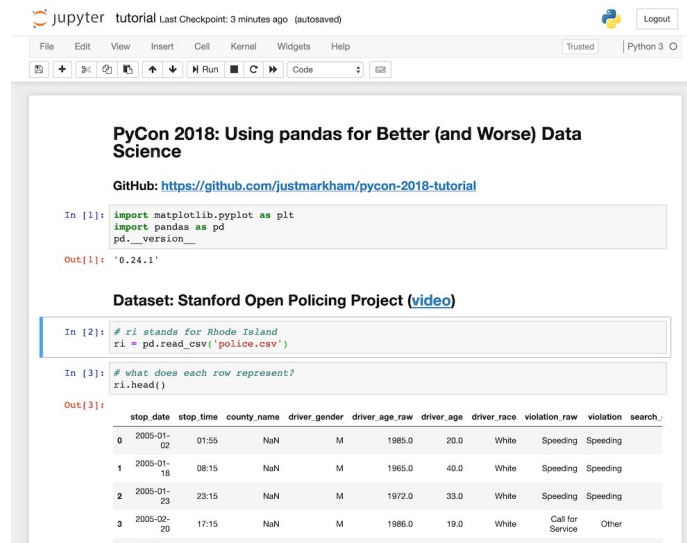 jupyter tutorial Last Checkpoint: 3 minutes ago (autosaved)
Logout
File Edit View Insert Cell Kernel Widgets Help
Trusted
Python 3
Run
Code
PyCon 2018: Using pandas for Better (and Worse) Data
Science
GitHub: https://github.com/justmarkham/pycon-2018-tutorial
In [1]: import matplotlib.pyplot as plt
import pandas as pd
pd.__version__
Out[1]: '0.24.1'
Dataset: Stanford Open Policing Project (video)
In [2]: # ri stands for Rhode Island
ri = pd.read_csv('police.csv')
In [3]: # what does each row represent?
ri.head()
Out[3]:
stop_date stop_time county_name driver_gender driver_age_raw driver_age driver_race violation_raw violation search_
0 2005-01-02 01:55 NaN M 1985.0 20.0 White Speeding Speeding
1 2005-01-18 08:15 NaN M 1965.0 40.0 White Speeding Speeding
2 2005-01-23 23:15 NaN M 1972.0 33.0 White Speeding Speeding
3 2005-02-20 17:15 NaN M 1986.0 19.0 White Call for Service Other